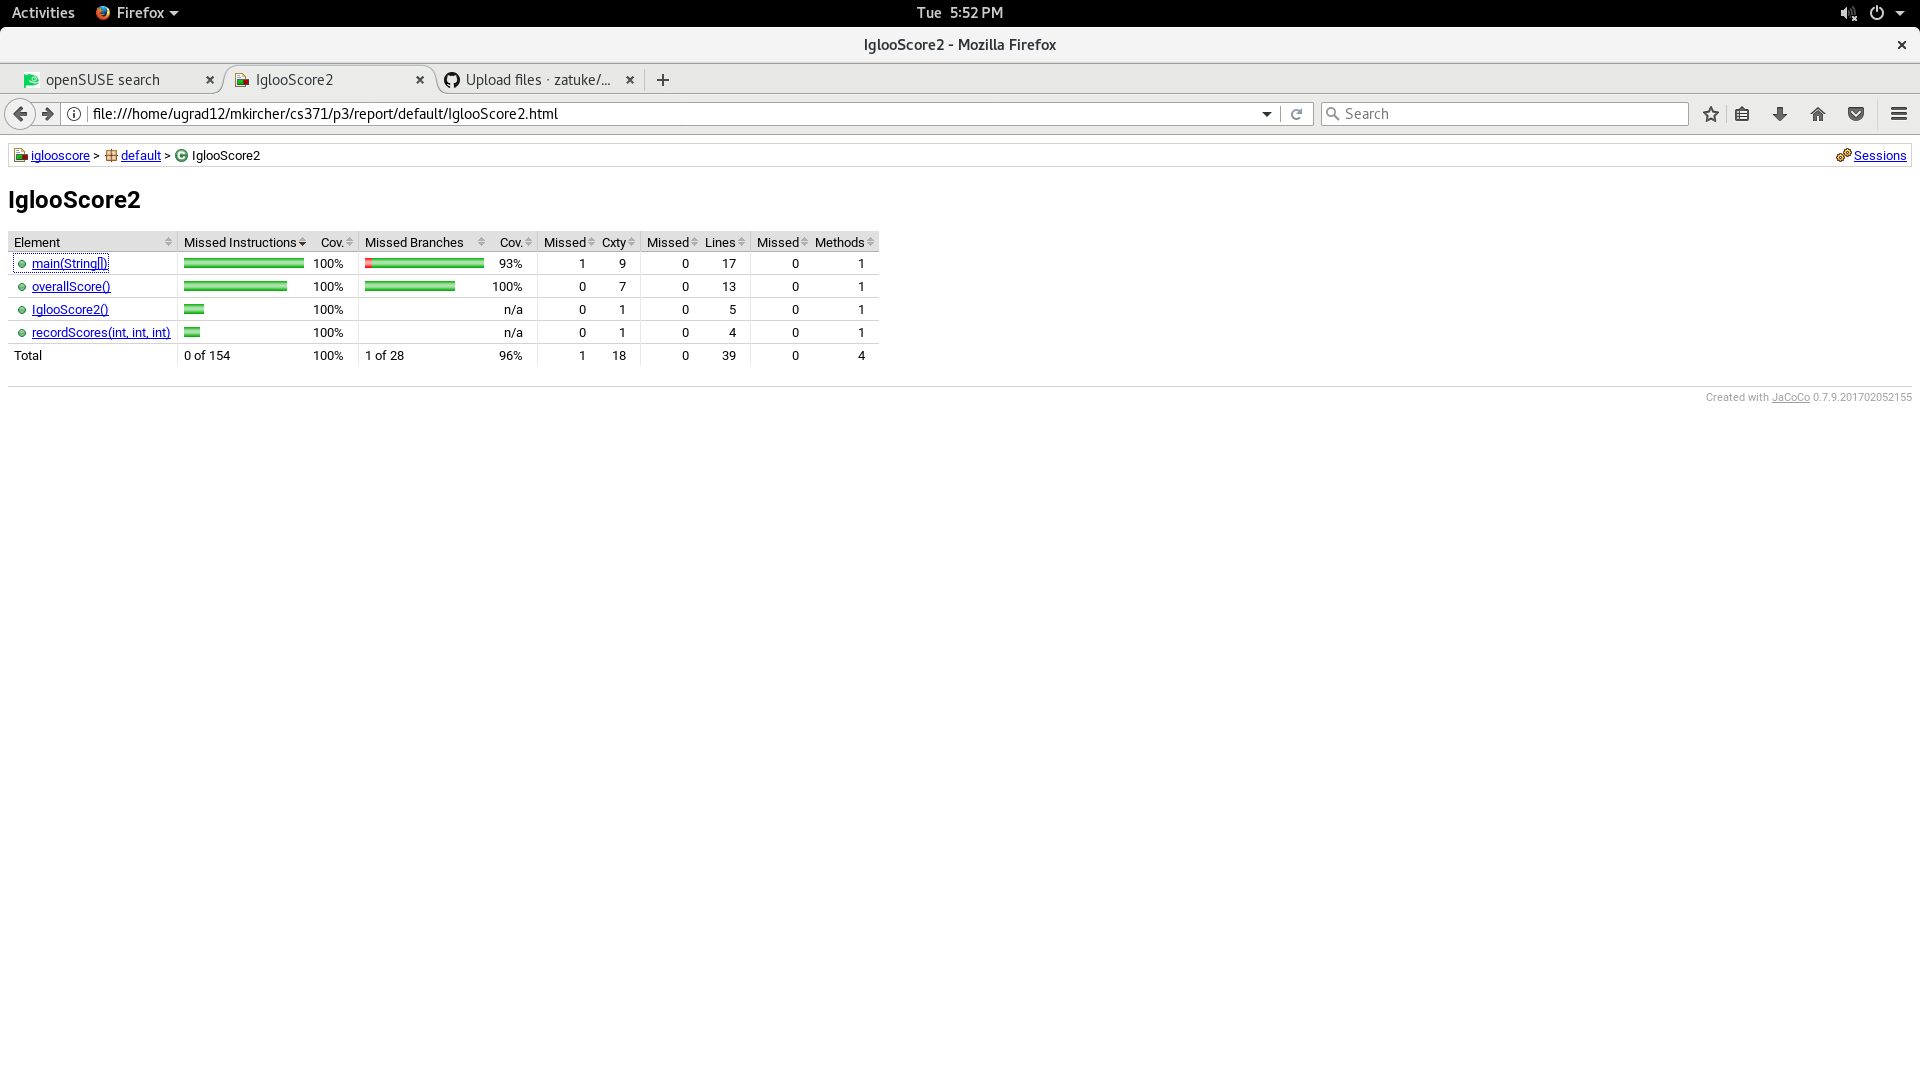 Activities Firefox Tue 5:52 PM
IglooScore2 - Mozilla Firefox
openSUSE search IglooScore2 Upload files · zatuke/...
file:///home/ugrad12/mkircher/cs371/p3/report/default/IglooScore2.html Search
iglooscore > default > IglooScore2 Sessions
IglooScore2
Element Missed Instructions Cov. Missed Branches Cov. Missed Cxty Missed Lines Missed Methods
main(String[]) 100% 93% 1 9 0 17 0 1
overallScore() 100% 100% 0 7 0 13 0 1
IglooScore2() 100% n/a 0 1 0 5 0 1
recordScores(int, int, int) 100% n/a 0 1 0 4 0 1
Total 0 of 154 100% 1 of 28 96% 1 18 0 39 0 4
Created with JaCoCo 0.7.9.201702052155